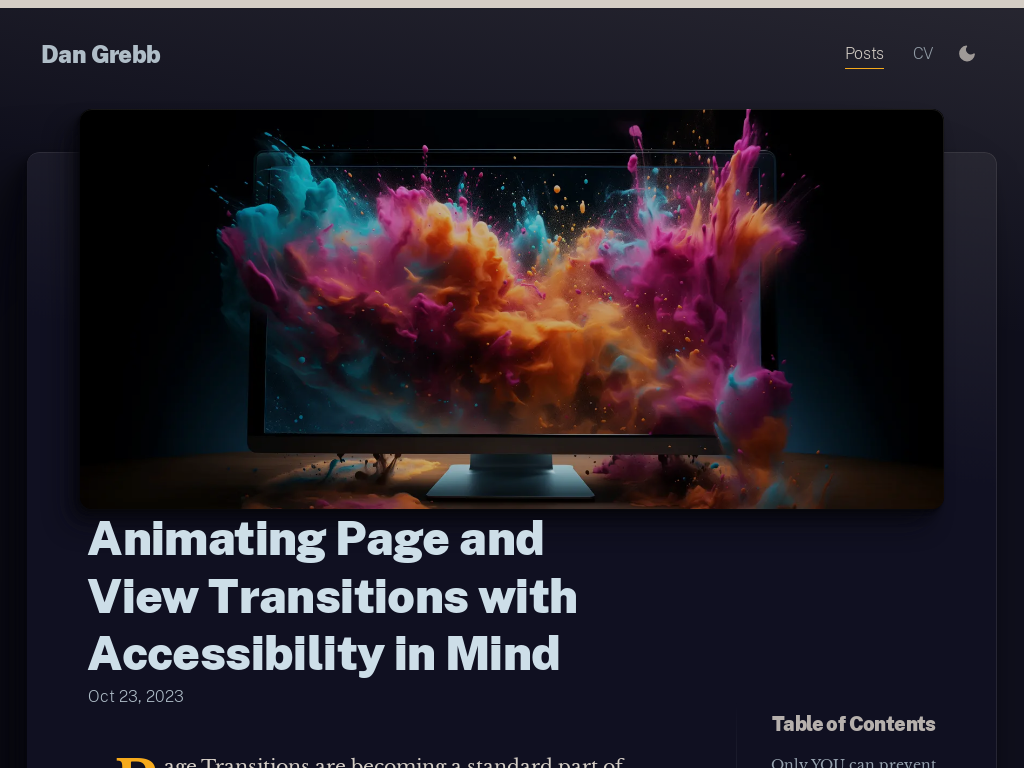 Dan Grebb
Posts
CV
Animating Page and
View Transitions with
Accessibility in Mind
Oct 23, 2023
Table of Contents
Page Transitions are becoming a standard part of
Only YOU can prevent